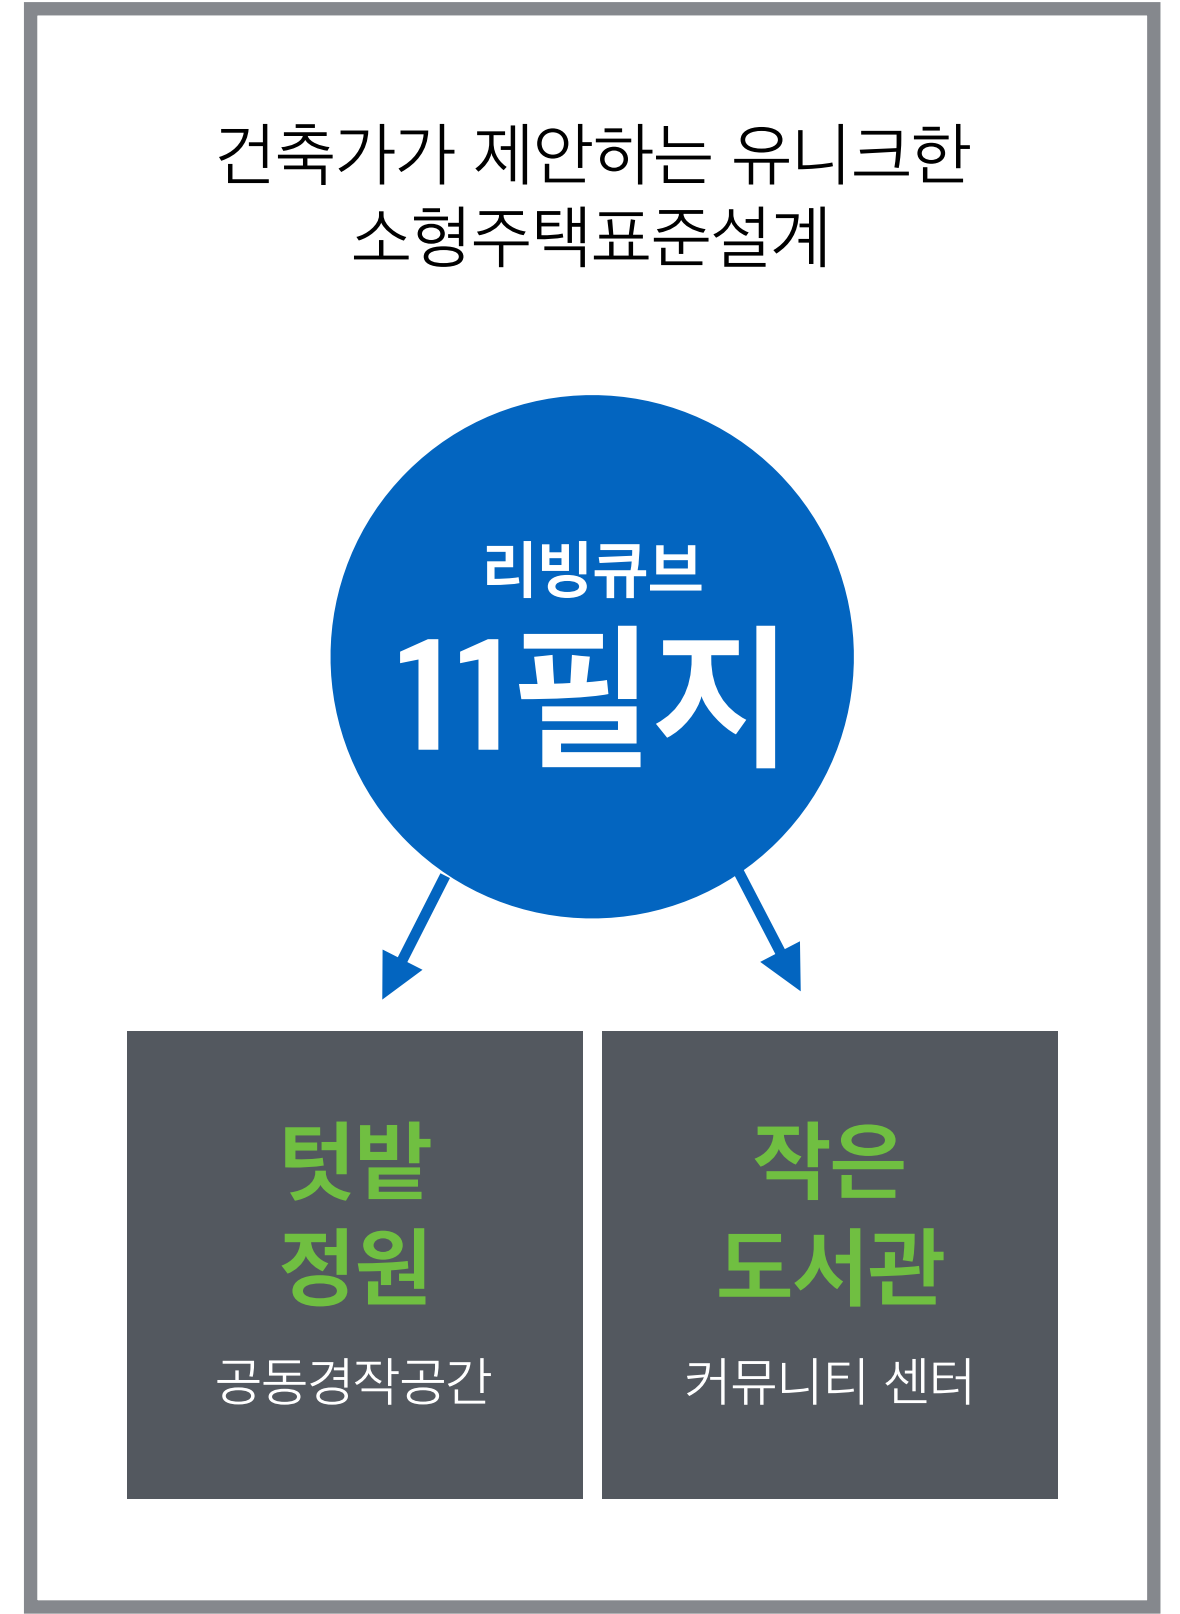 건축가가 제안하는 유니크한
소형주택표준설계
리빙큐브
11필지
텃밭
정원
공동경작공간
작은
도서관
커뮤니티 센터